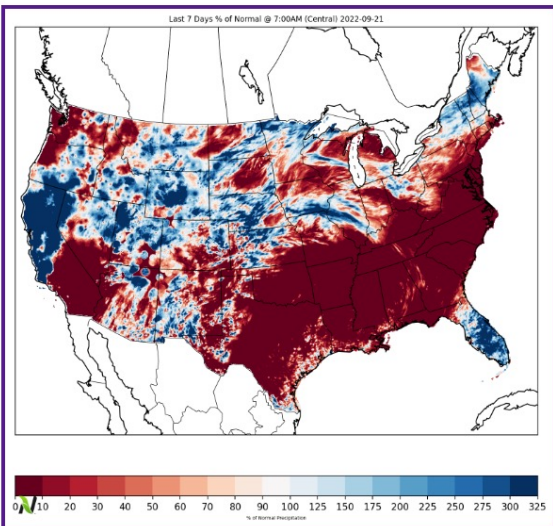 Last 7 Days % of Normal @ 7:00AM (Central) 2022-09-21
0 10 20 30 40 50 60 70 80 90 100 125 150 175 200 225 250 275 300 325
% of Normal Precipitation